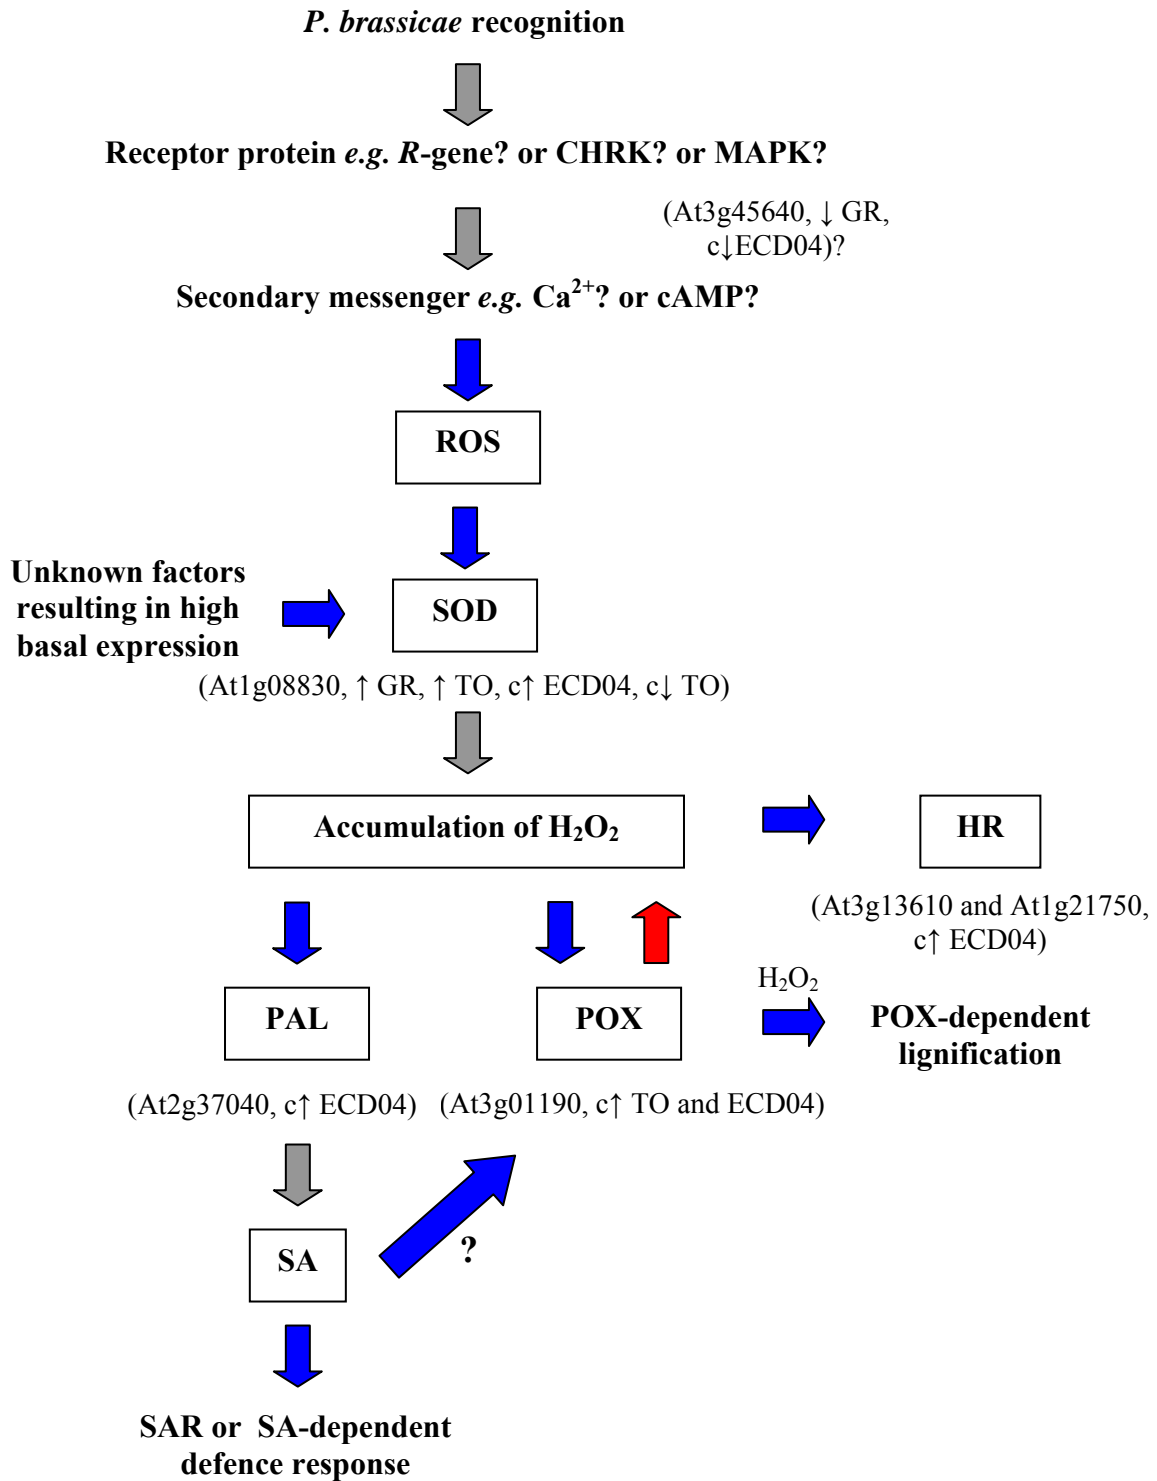 P. brassicae recognition
Receptor protein e.g. R-gene? or CHRK? or MAPK?
(At3g45640, ↓ GR,
c↓ECD04)?
Secondary messenger e.g. Ca²⁺? or cAMP?
ROS
Unknown factors
resulting in high
basal expression
SOD
(At1g08830, ↑ GR, ↑ TO, c↑ ECD04, c↓ TO)
Accumulation of H₂O₂
HR
(At3g13610 and At1g21750,
c↑ ECD04)
PAL
POX
H₂O₂
POX-dependent
lignification
(At2g37040, c↑ ECD04)
(At3g01190, c↑ TO and ECD04)
SA
?
SAR or SA-dependent
defence response